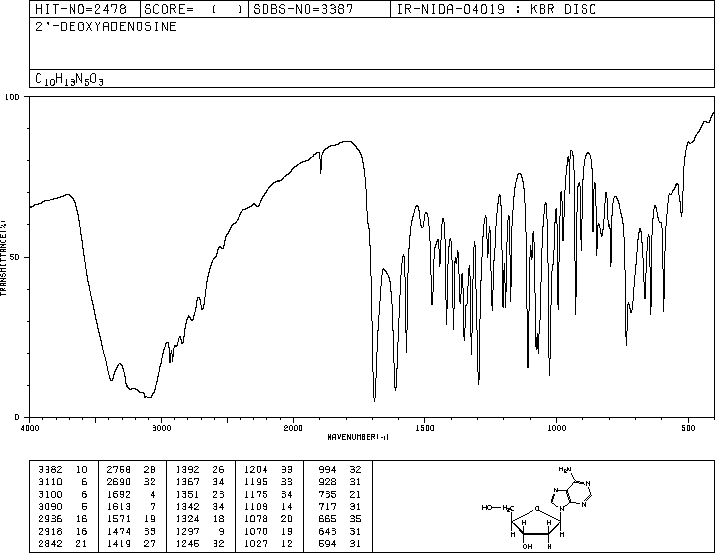 HIT-NO=2478 SCORE= ( ) SDBS-NO=3387 IR-NIDA-04019 : KBR DISC
2'-DEOXYADENOSINE
C10H13N5O3
100
50
0
TRANSMITTANCE(%)
4000 3000 2000 1500 1000 500
WAVENUMBER(-1)
3382 10 2768 28 1392 26 1204 33 994 32
3110 6 2690 32 1367 34 1195 33 928 31
3100 6 1692 4 1351 23 1175 34 735 21
3090 6 1613 7 1342 34 1109 14 717 31
2936 16 1571 19 1324 18 1078 20 665 35
2918 16 1474 33 1297 9 1070 19 643 31
2842 21 1419 27 1245 32 1027 12 594 31
H2N
N
N
N
N
HO
H2C
O
H
H
H
H
OH
H